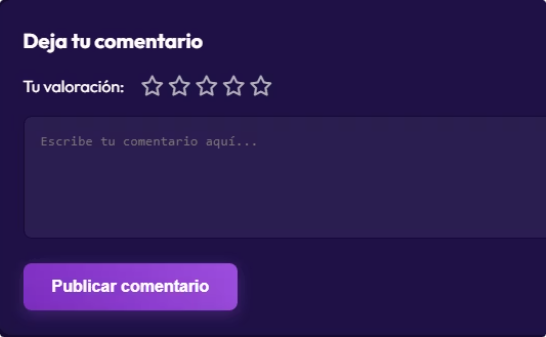 Deja tu comentario
Tu valoración:
Escribe tu comentario aquí...
Publicar comentario